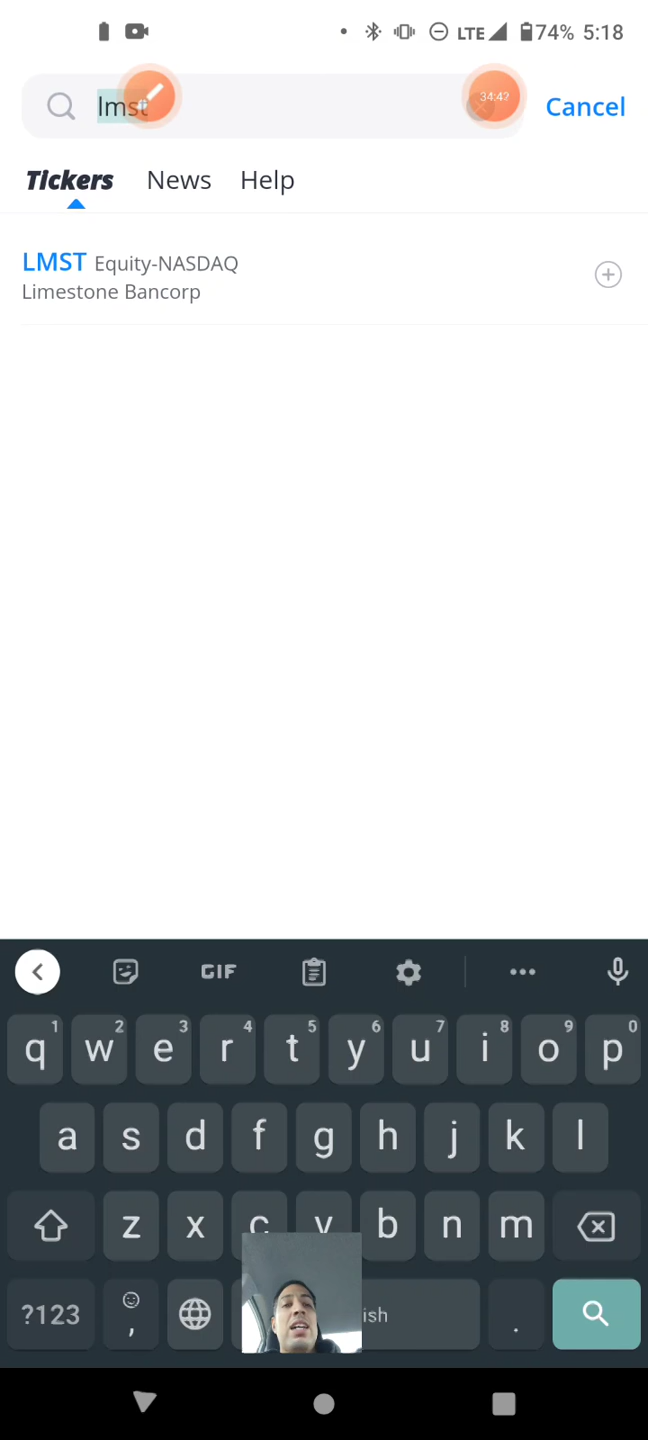 LTE 74% 5:18
lmst 34:42 Cancel
Tickers News Help
LMST Equity-NASDAQ
Limestone Bancorp
GIF
q1 w2 e3 r4 t5 y6 u7 i8 o9 p0
a s d f g h j k l
z x c v b n m
?123 , ish .